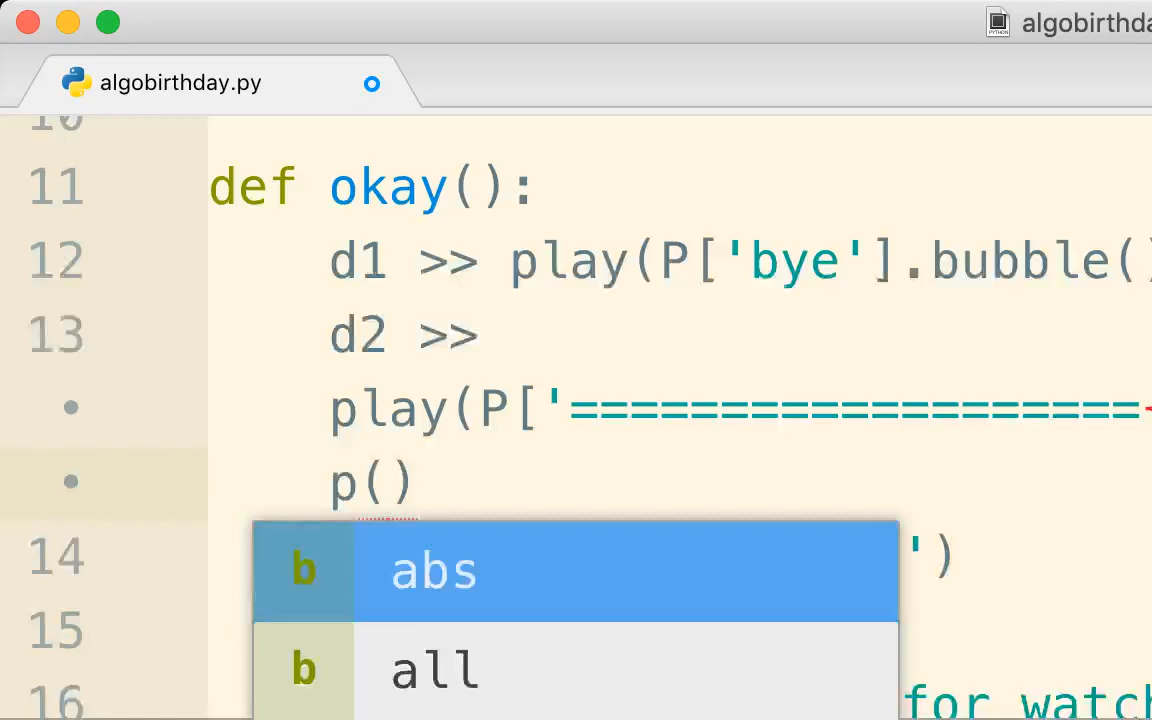 algobirthda
algobirthday.py
10
11 def okay():
12 d1 >> play(P['bye'].bubble()
13 d2 >>
• play(P['===================
• p()
14 ')
b abs
15
b all
16 for watch